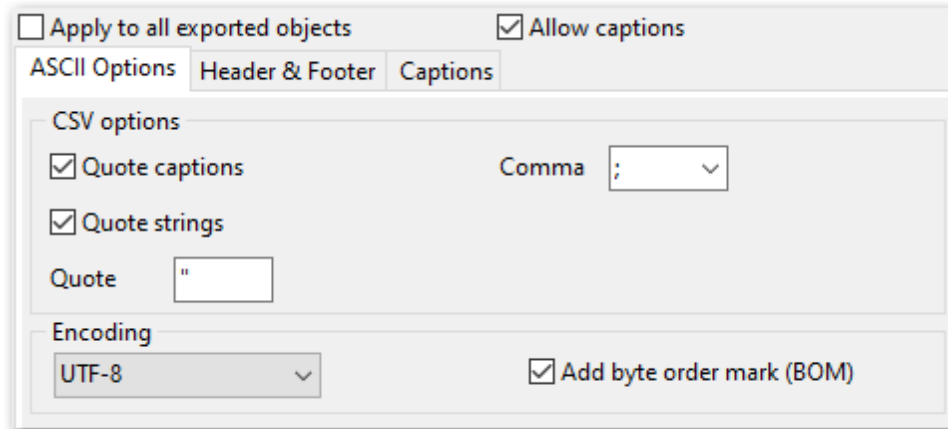 Apply to all exported objects Allow captions
ASCII Options Header & Footer Captions
CSV options
Quote captions Comma ;
Quote strings
Quote "
Encoding
UTF-8 Add byte order mark (BOM)